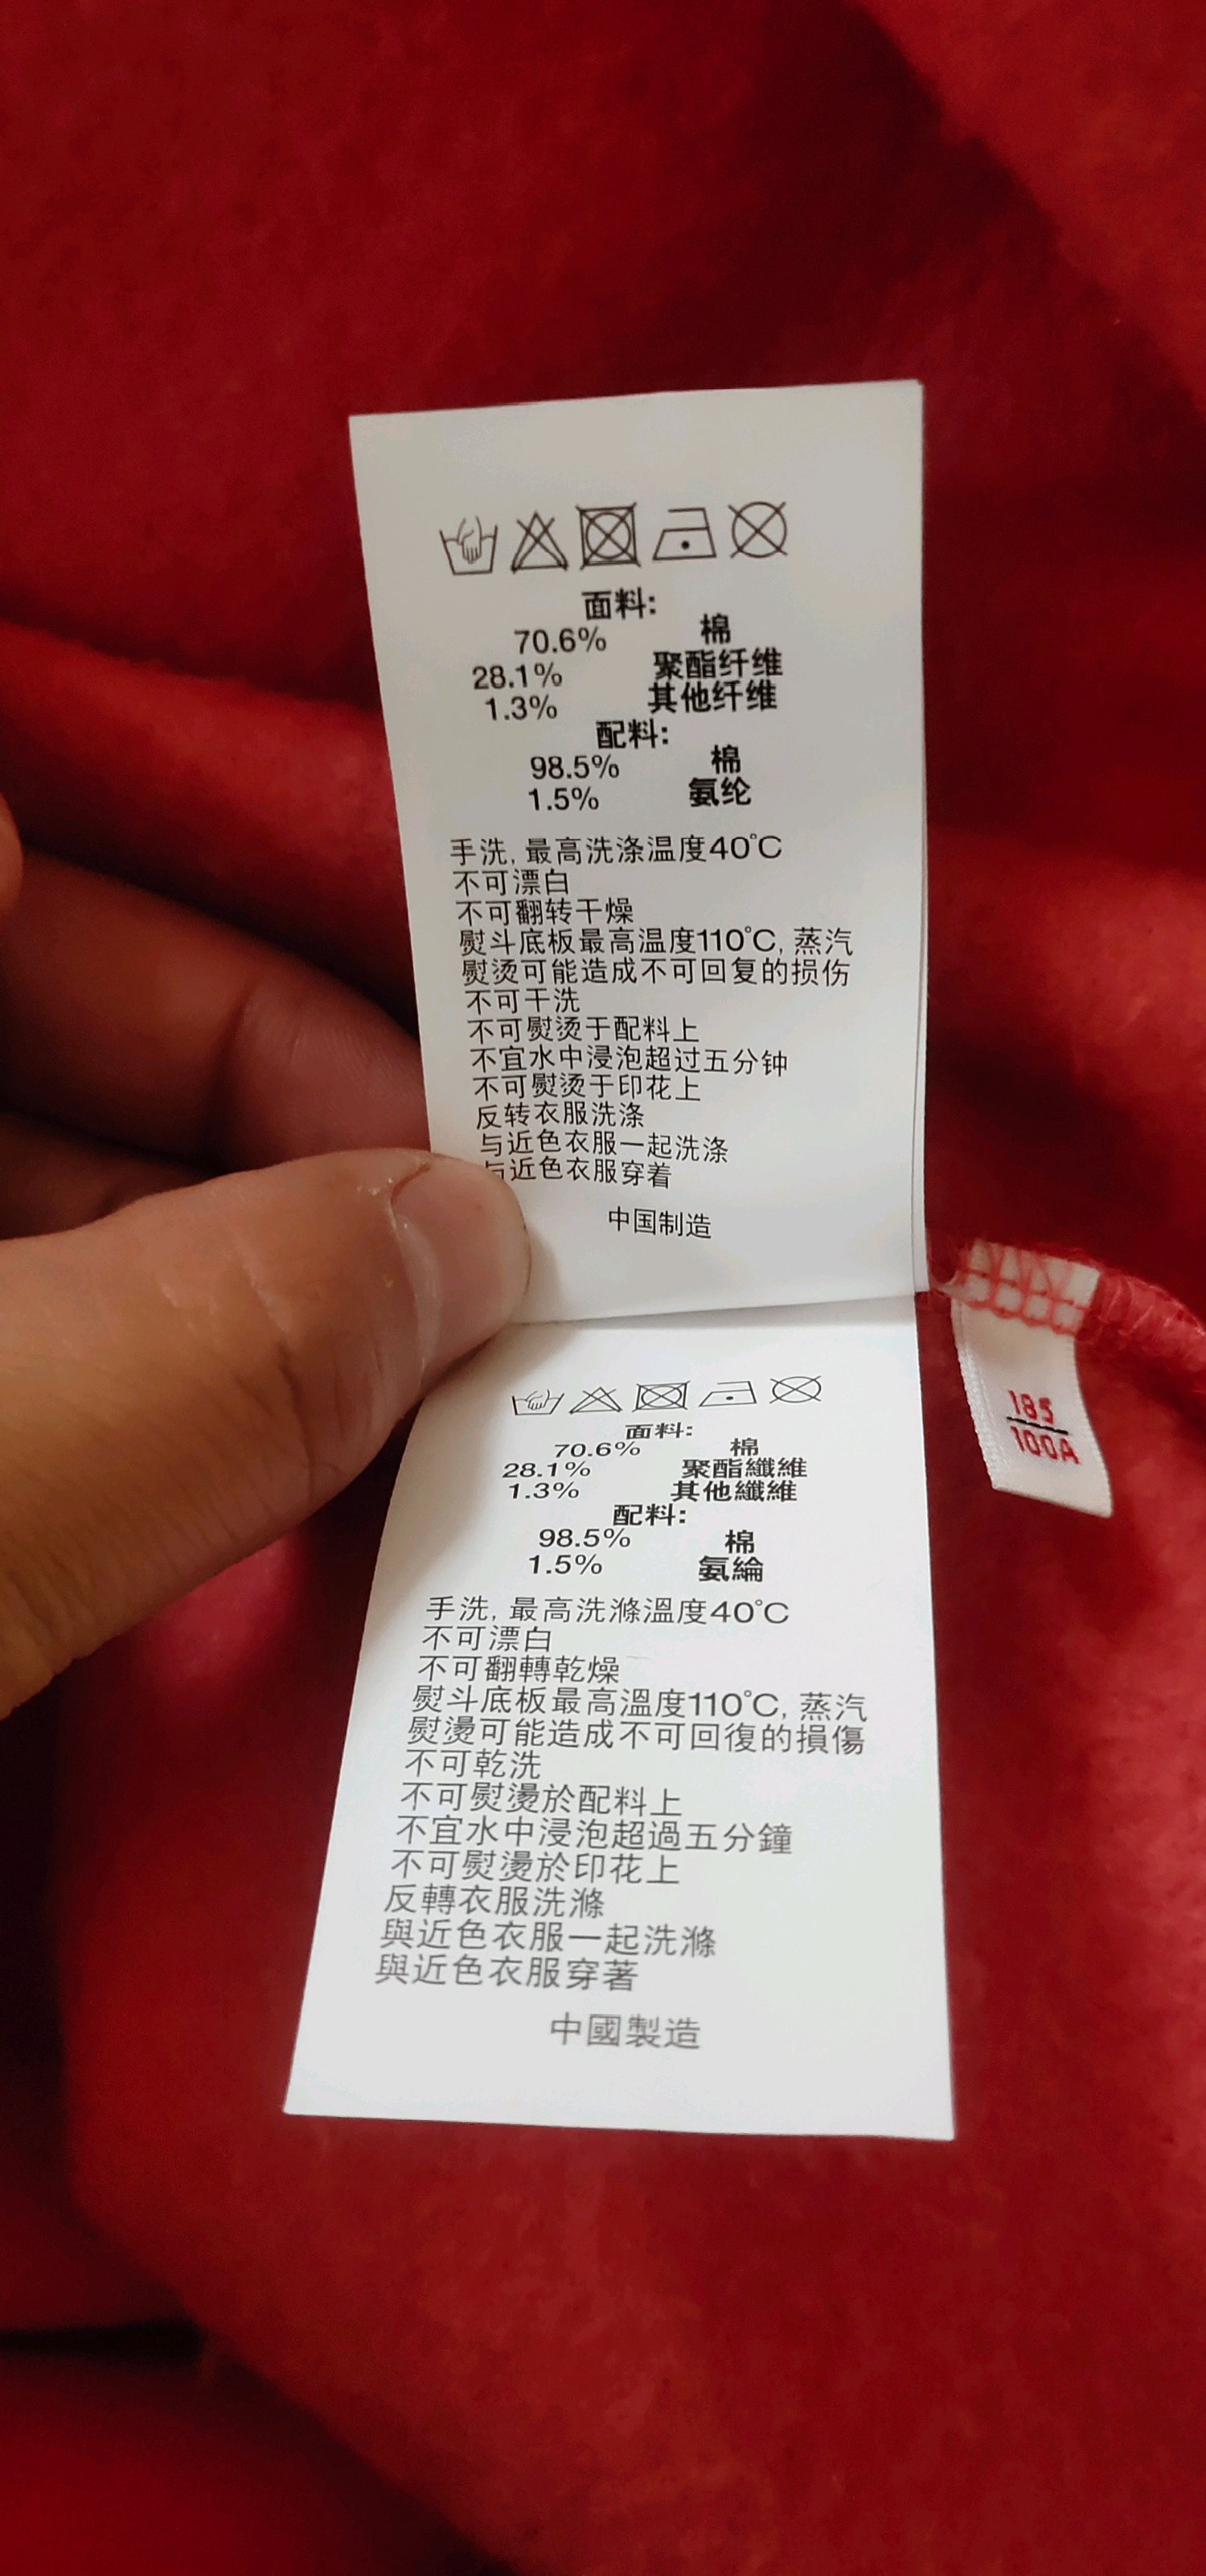 面料:
70.6% 棉
28.1% 聚酯纤维
1.3% 其他纤维
配料:
98.5% 棉
1.5% 氨纶
手洗, 最高洗涤温度40°C
不可漂白
不可翻转干燥
熨斗底板最高温度110°C, 蒸汽
熨烫可能造成不可回复的损伤
不可干洗
不可熨烫于配料上
不宜水中浸泡超过五分钟
不可熨烫于印花上
反转衣服洗涤
与近色衣服一起洗涤
与近色衣服穿着
中国制造
185
100A
面料:
70.6% 棉
28.1% 聚酯纖維
1.3% 其他纖維
配料:
98.5% 棉
1.5% 氨綸
手洗, 最高洗滌溫度40°C
不可漂白
不可翻轉乾燥
熨斗底板最高溫度110°C, 蒸汽
熨燙可能造成不可回復的損傷
不可乾洗
不可熨燙於配料上
不宜水中浸泡超過五分鐘
不可熨燙於印花上
反轉衣服洗滌
與近色衣服一起洗滌
與近色衣服穿著
中國製造